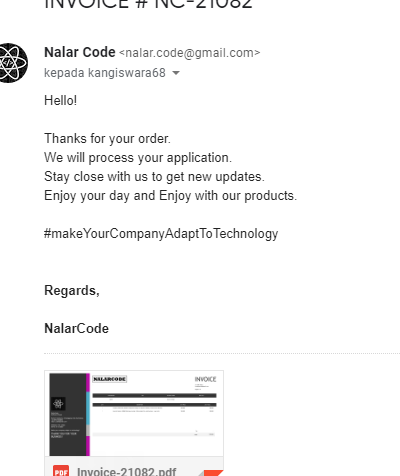 INVOICE # NC-21082
Nalar Code <nalar.code@gmail.com>
kepada kangiswara68
Hello!
Thanks for your order.
We will process your application.
Stay close with us to get new updates.
Enjoy your day and Enjoy with our products.
#makeYourCompanyAdaptToTechnology
Regards,
NalarCode
NALARCODE
INVOICE
PDF
Invoice-21082.pdf